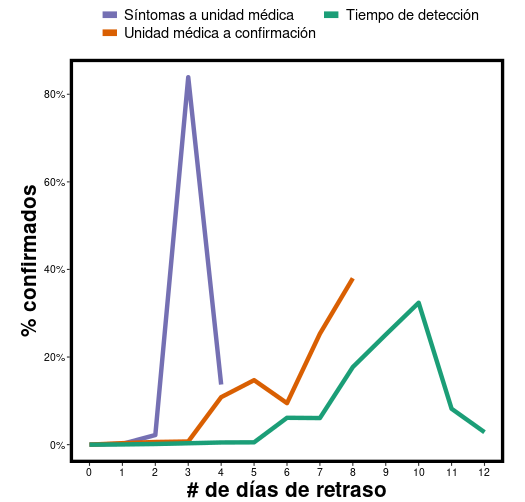 Síntomas a unidad médica Tiempo de detección
Unidad médica a confirmación
80%
60%
40%
20%
0%
% confirmados
0 1 2 3 4 5 6 7 8 9 10 11 12
# de días de retraso